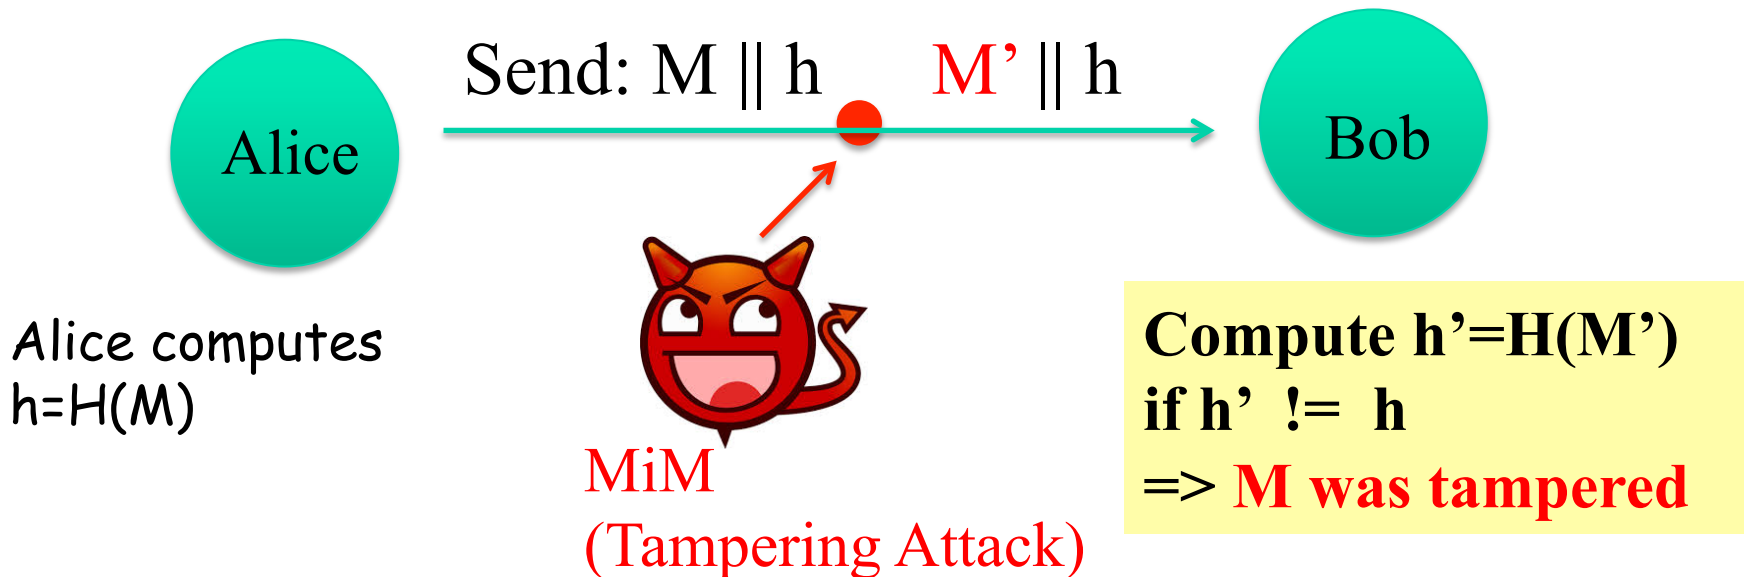 Send: M || h
M’ || h
Alice
Bob
Alice computes
h=H(M)
MiM
(Tampering Attack)
Compute h’=H(M’)
if h’ != h
=> M was tampered